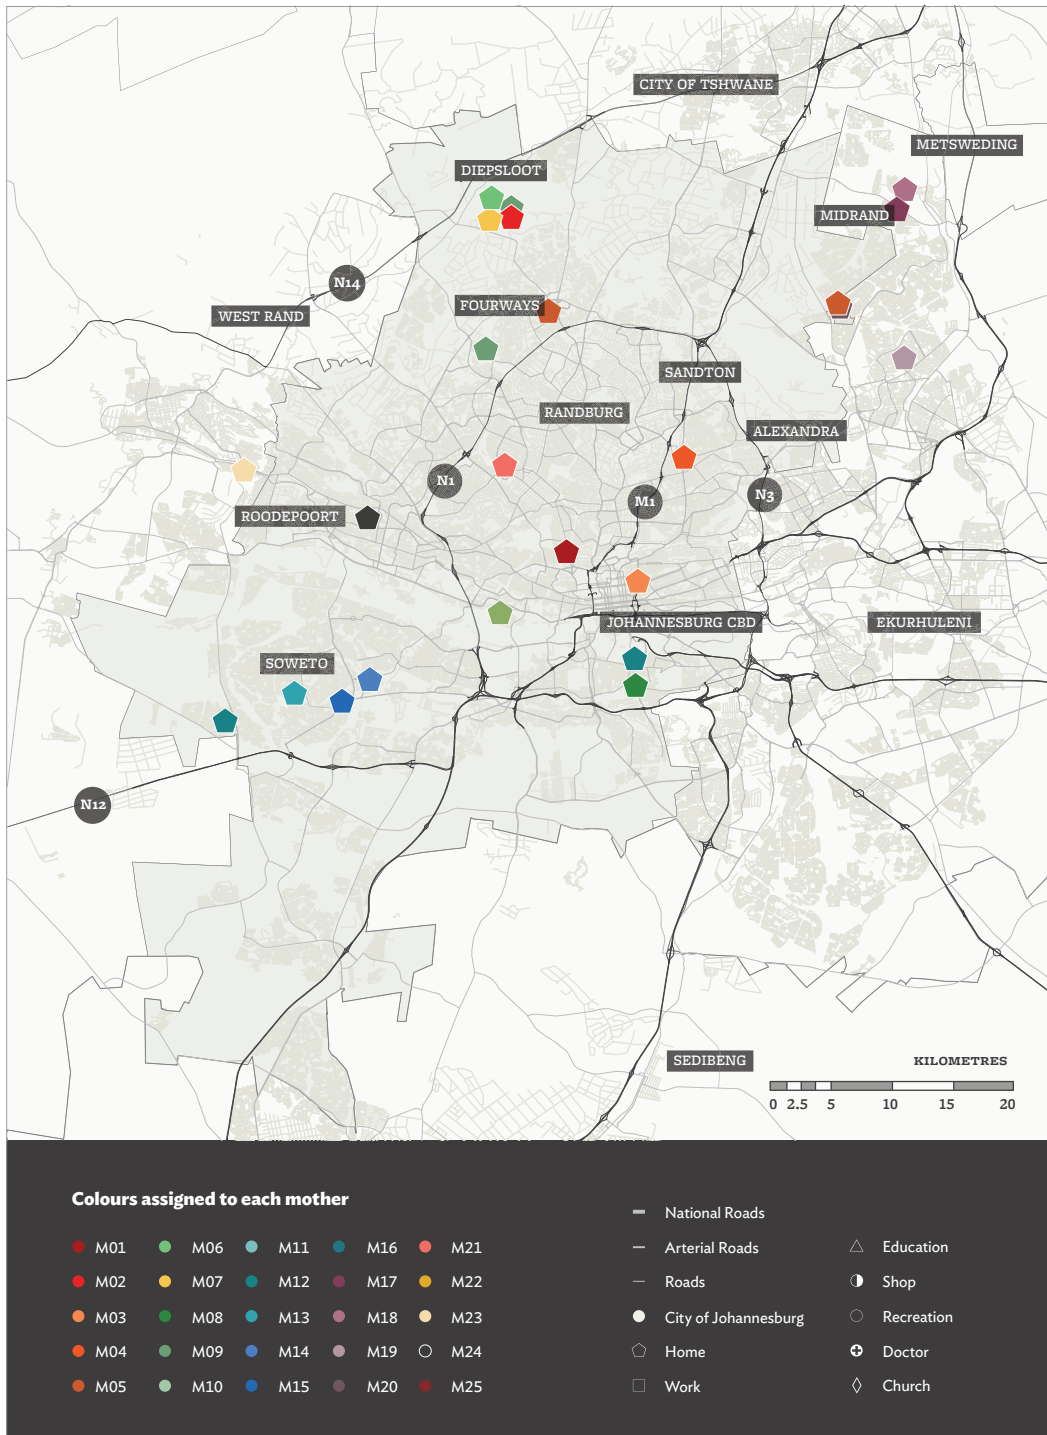 CITY OF TSHWANE
METSWEDING
DIEPSLOOT
MIDRAND
N14
FOURWAYS
WEST RAND
SANDTON
RANDBURG
ALEXANDRA
N1
M1
N3
ROODEPOORT
JOHANNESBURG CBD
EKURHULENI
SOWETO
N12
SEDIBENG
KILOMETRES
0 2.5 5 10 15 20
Colours assigned to each mother
M01 M06 M11 M16 M21
M02 M07 M12 M17 M22
M03 M08 M13 M18 M23
M04 M09 M14 M19 M24
M05 M10 M15 M20 M25
National Roads
Arterial Roads
Roads
City of Johannesburg
Home
Work
Education
Shop
Recreation
Doctor
Church